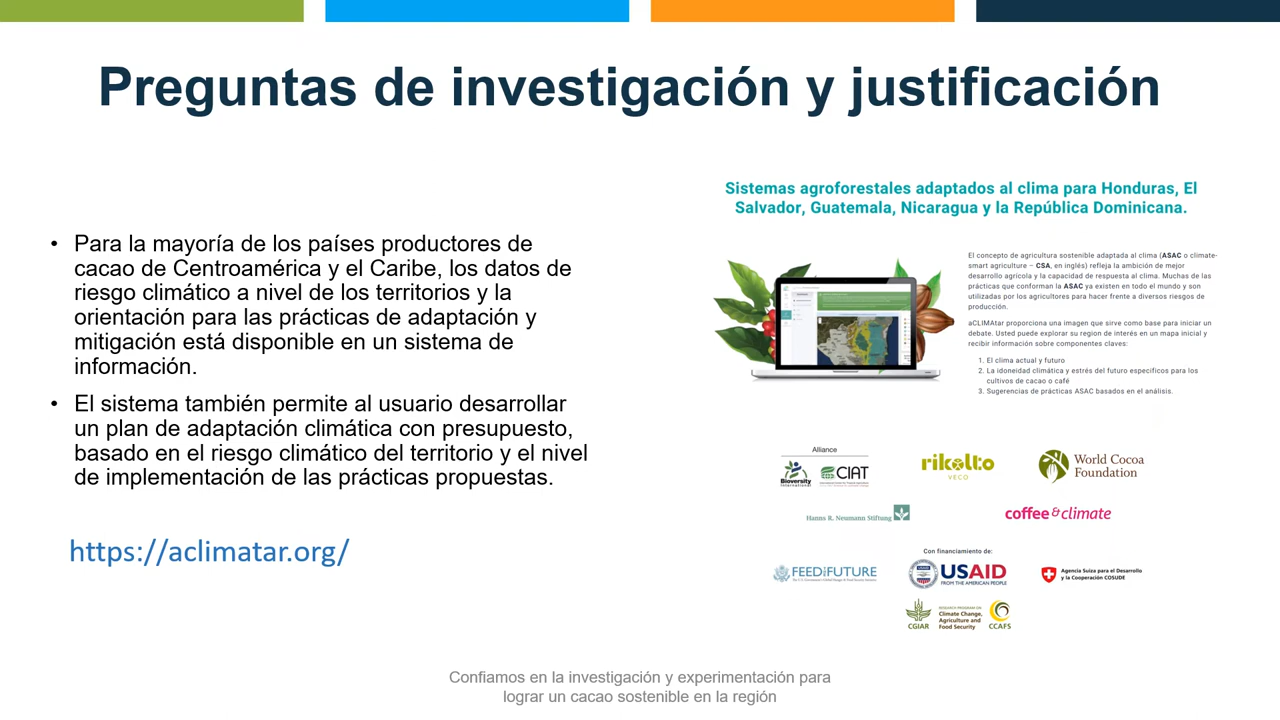 Preguntas de investigación y justificación
• Para la mayoría de los países productores de
cacao de Centroamérica y el Caribe, los datos de
riesgo climático a nivel de los territorios y la
orientación para las prácticas de adaptación y
mitigación está disponible en un sistema de
información.
• El sistema también permite al usuario desarrollar
un plan de adaptación climática con presupuesto,
basado en el riesgo climático del territorio y el nivel
de implementación de las prácticas propuestas.
https://aclimatar.org/
Sistemas agroforestales adaptados al clima para Honduras, El
Salvador, Guatemala, Nicaragua y la República Dominicana.
El concepto de agricultura sostenible adaptada al clima (ASAC o climate-
smart agriculture – CSA, en inglés) refleja la ambición de mejor
desarrollo agrícola y la capacidad de respuesta al clima. Muchas de las
prácticas que conforman la ASAC ya existen en todo el mundo y son
utilizadas por los agricultores para hacer frente a diversos riesgos de
producción.
aCLIMAtar proporciona una imagen que sirve como base para iniciar un
debate. Usted puede explorar su region de interés en un mapa inicial y
recibir información sobre componentes claves:
1. El clima actual y futuro
2. La idoneidad climática y estrés del futuro específicos para los
cultivos de cacao o café
3. Sugerencias de prácticas ASAC basados en el análisis.
Alliance
Bioversity
International
CIAT
rikolto
VECO
World Cocoa
Foundation
Hanns R. Neumann Stiftung
coffee & climate
Con financiamiento de:
FEED THE FUTURE
USAID
FROM THE AMERICAN PEOPLE
Agencia Suiza para el Desarrollo
y la Cooperación COSUDE
CGIAR
RESEARCH PROGRAM ON
Climate Change,
Agriculture and
Food Security
CCAFS
Confiamos en la investigación y experimentación para
lograr un cacao sostenible en la región